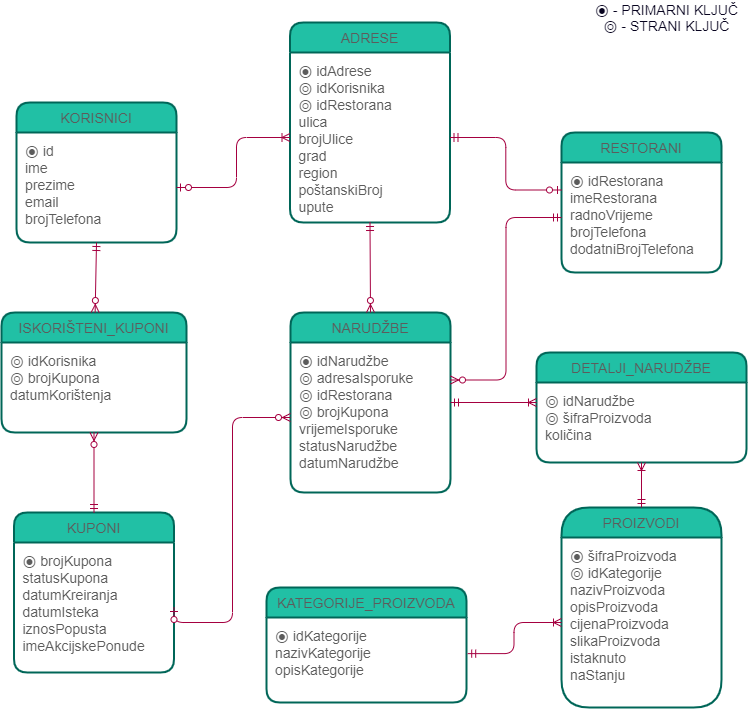 ◉ - PRIMARNI KLJUČ
◎ - STRANI KLJUČ
ADRESE
◉ idAdrese
◎ idKorisnika
◎ idRestorana
ulica
brojUlice
grad
region
poštanskiBroj
upute
KORISNICI
◉ id
ime
prezime
email
brojTelefona
RESTORANI
◉ idRestorana
imeRestorana
radnoVrijeme
brojTelefona
dodatniBrojTelefona
ISKORIŠTENI_KUPONI
◎ idKorisnika
◎ brojKupona
datumKorištenja
NARUDŽBE
◉ idNarudžbe
◎ adresaIsporuke
◎ idRestorana
◎ brojKupona
vrijemeIsporuke
statusNarudžbe
datumNarudžbe
DETALJI_NARUDŽBE
◎ idNarudžbe
◎ šifraProizvoda
količina
KUPONI
◉ brojKupona
statusKupona
datumKreiranja
datumIsteka
iznosPopusta
imeAkcijskePonude
KATEGORIJE_PROIZVODA
◉ idKategorije
nazivKategorije
opisKategorije
PROIZVODI
◉ šifraProizvoda
◎ idKategorije
nazivProizvoda
opisProizvoda
cijenaProizvoda
slikaProizvoda
istaknuto
naStanju